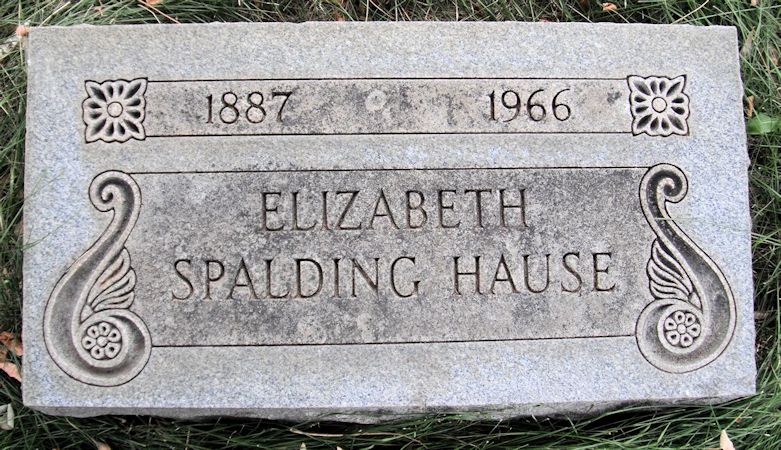 1887 1966
ELIZABETH
SPALDING HAUSE